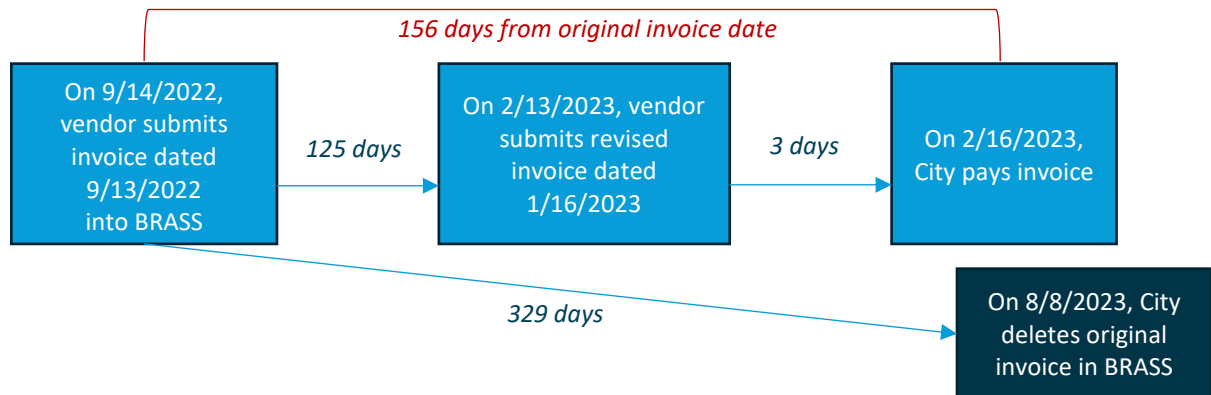 156 days from original invoice date
On 9/14/2022,
vendor submits
invoice dated
9/13/2022
into BRASS
125 days
On 2/13/2023, vendor
submits revised
invoice dated
1/16/2023
3 days
On 2/16/2023,
City pays invoice
329 days
On 8/8/2023, City
deletes original
invoice in BRASS